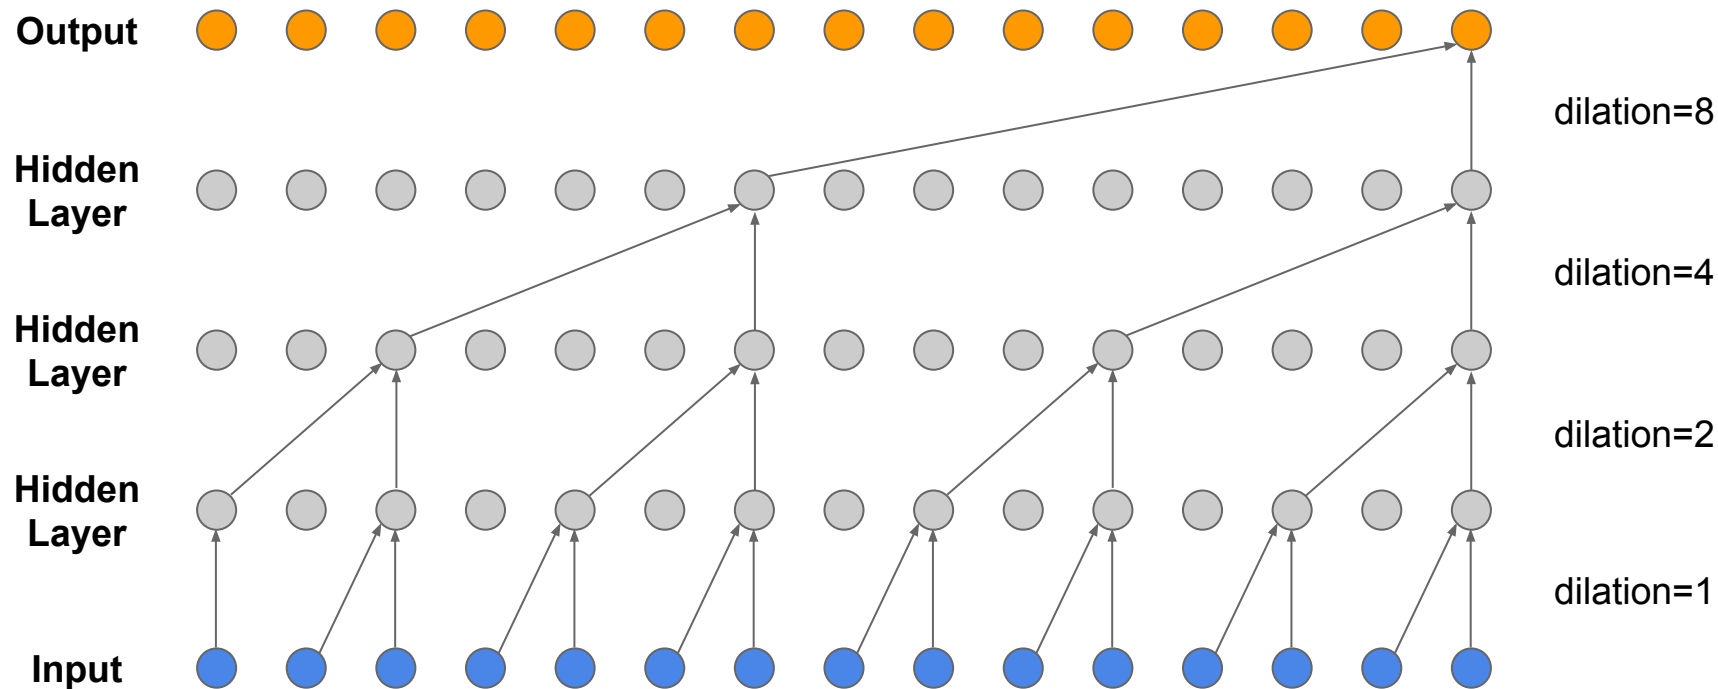 Output
dilation=8
Hidden
Layer
dilation=4
Hidden
Layer
dilation=2
Hidden
Layer
dilation=1
Input